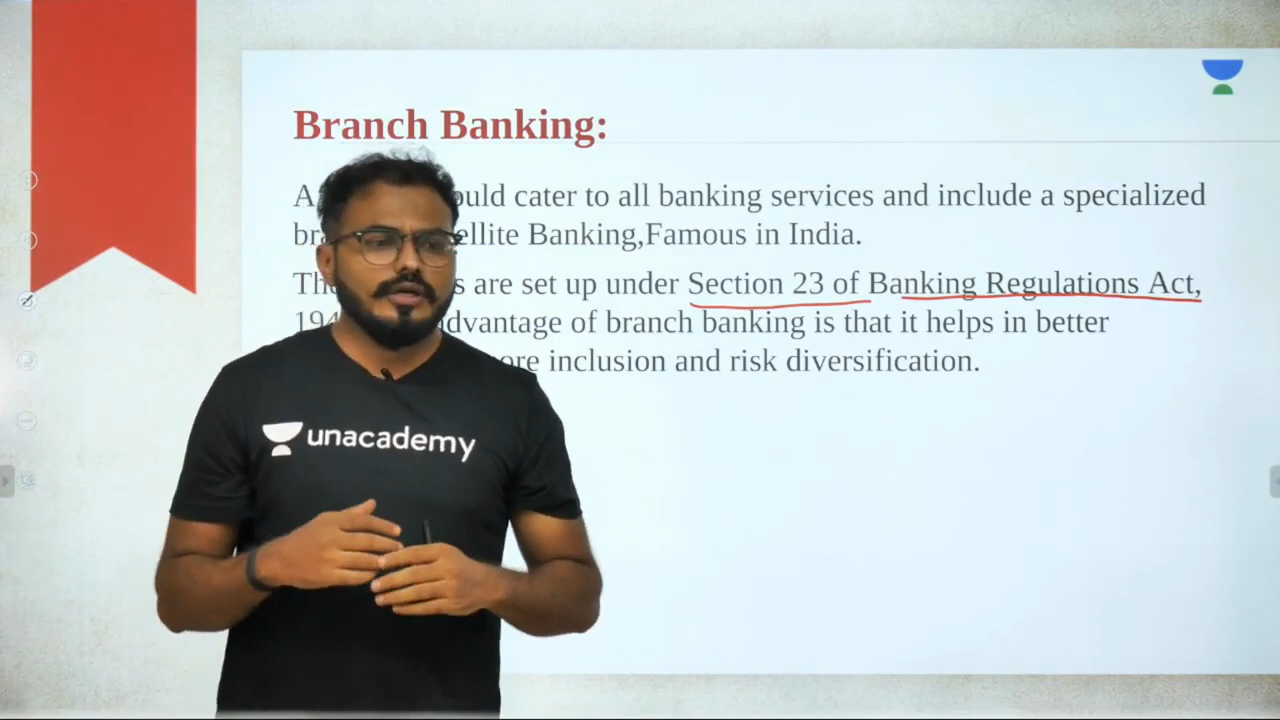 Branch Banking:
A ould cater to all banking services and include a specialized
bra ellite Banking,Famous in India.
Th s are set up under Section 23 of Banking Regulations Act,
194 dvantage of branch banking is that it helps in better
ore inclusion and risk diversification.
unacademy